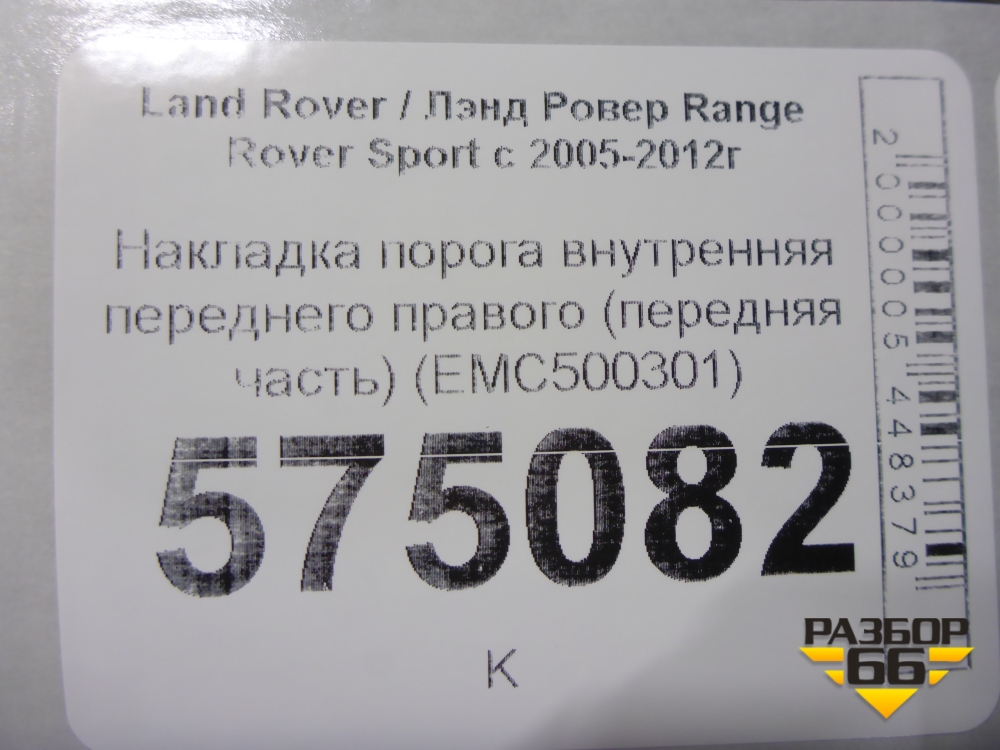 Land Rover / Лэнд Ровер Range
Rover Sport с 2005-2012г
Накладка порога внутренняя
переднего правого (передняя
часть) (EMC500301)
575082
К
2000005448379
РАЗБОР
66